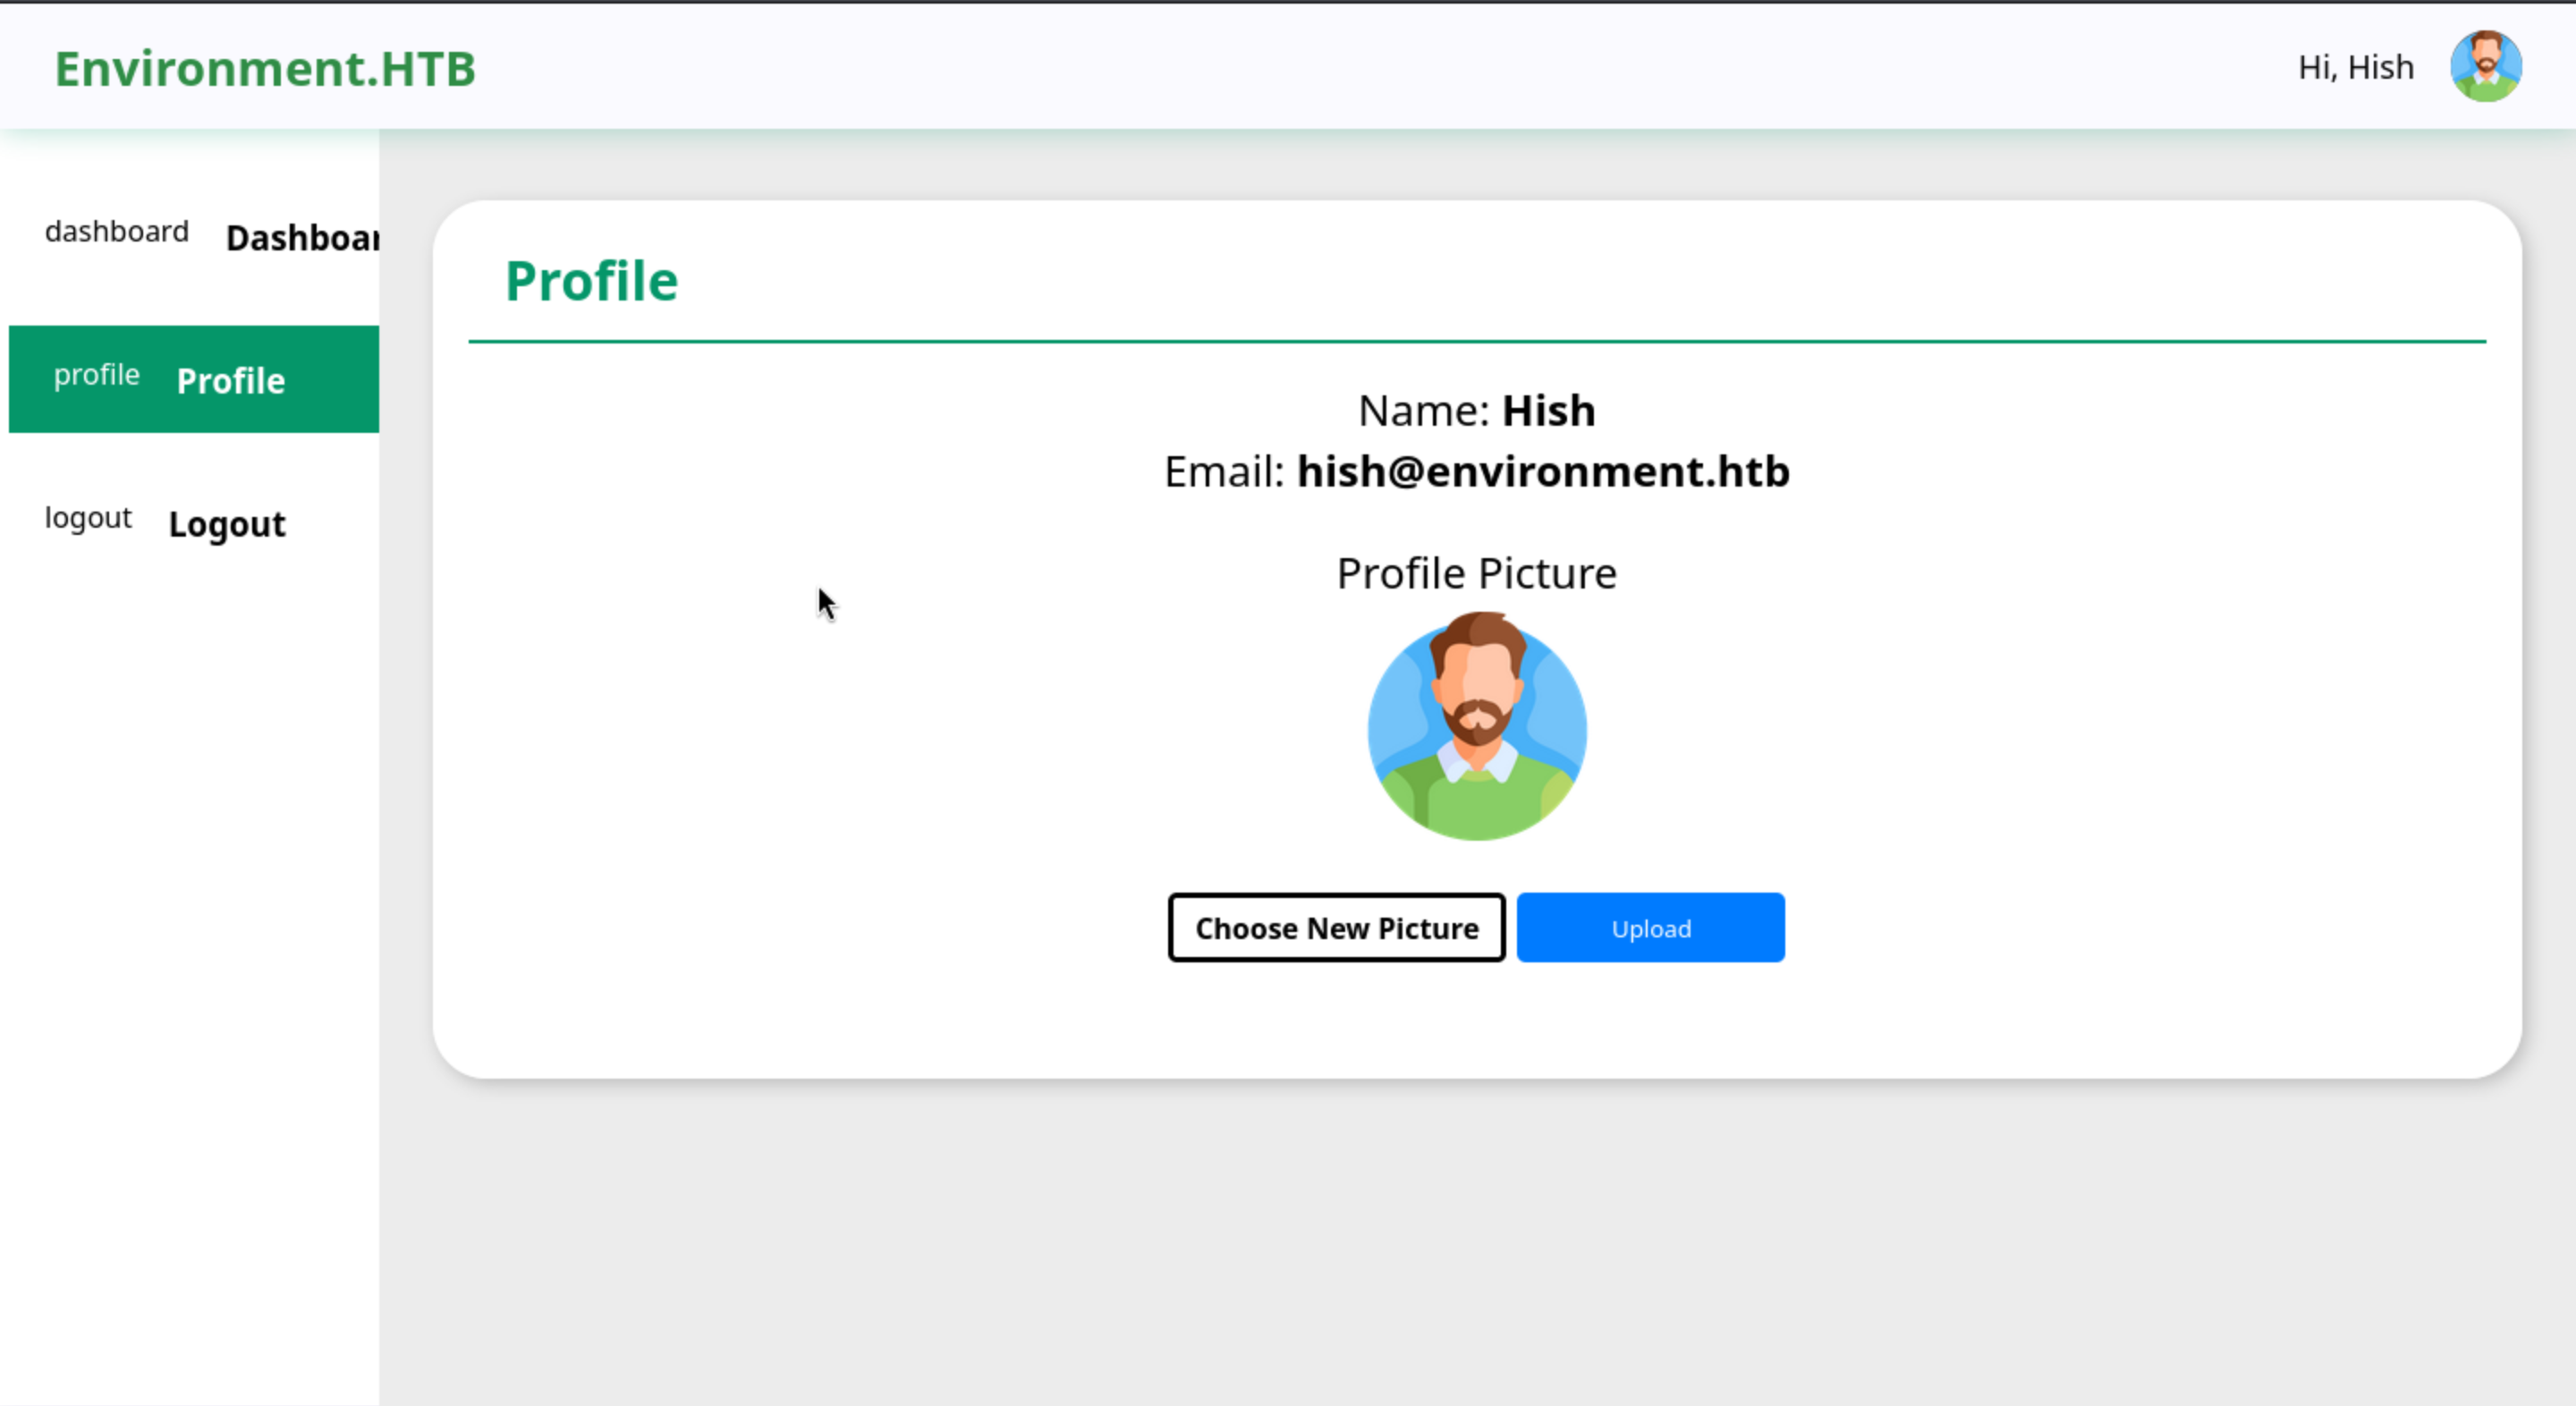 Environment.HTB
Hi, Hish
dashboard Dashboar
profile Profile
logout Logout
Profile
Name: Hish
Email: hish@environment.htb
Profile Picture
Choose New Picture
Upload